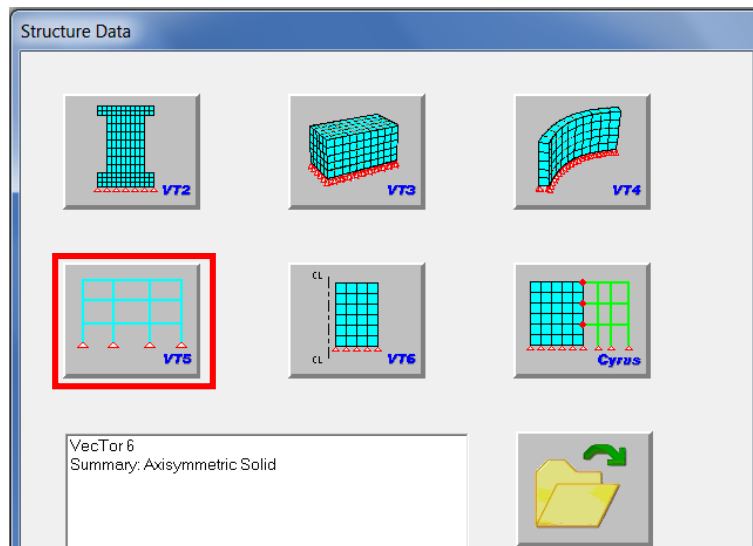 Structure Data
VT2
VT3
VT4
VT5
CL
CL
VT6
Cyrus
VecTor 6
Summary: Axisymmetric Solid